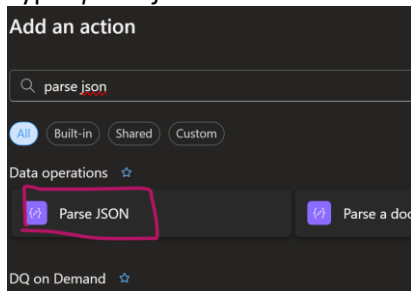 Add an action
parse json
All Built-in Shared Custom
Data operations
Parse JSON Parse a doc
DQ on Demand